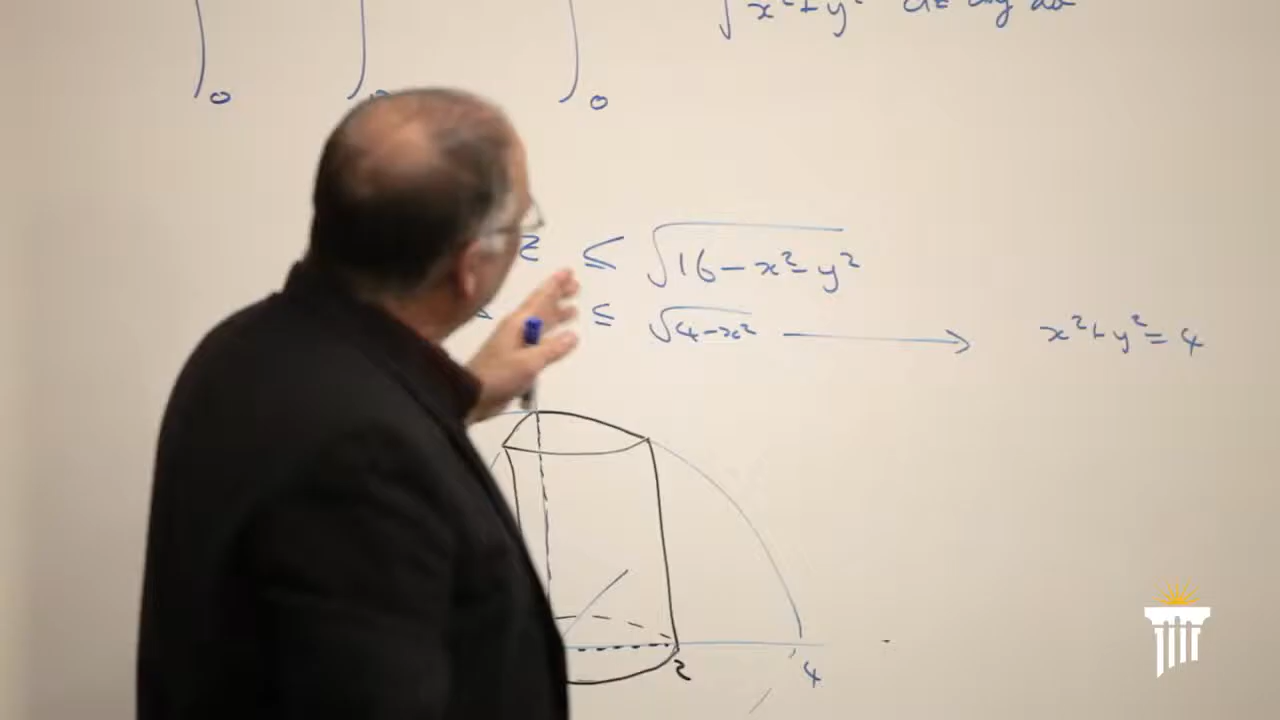 √x²+y² dz dy dx
0 0
z ≤ √16-x²-y²
≤ √4-x² → x²+y²=4
2 4